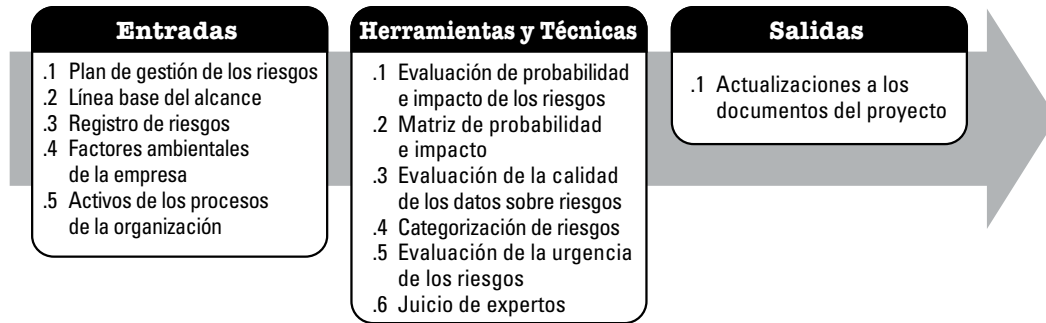 Entradas
.1 Plan de gestión de los riesgos
.2 Línea base del alcance
.3 Registro de riesgos
.4 Factores ambientales
de la empresa
.5 Activos de los procesos
de la organización
Herramientas y Técnicas
.1 Evaluación de probabilidad
e impacto de los riesgos
.2 Matriz de probabilidad
e impacto
.3 Evaluación de la calidad
de los datos sobre riesgos
.4 Categorización de riesgos
.5 Evaluación de la urgencia
de los riesgos
.6 Juicio de expertos
Salidas
.1 Actualizaciones a los
documentos del proyecto